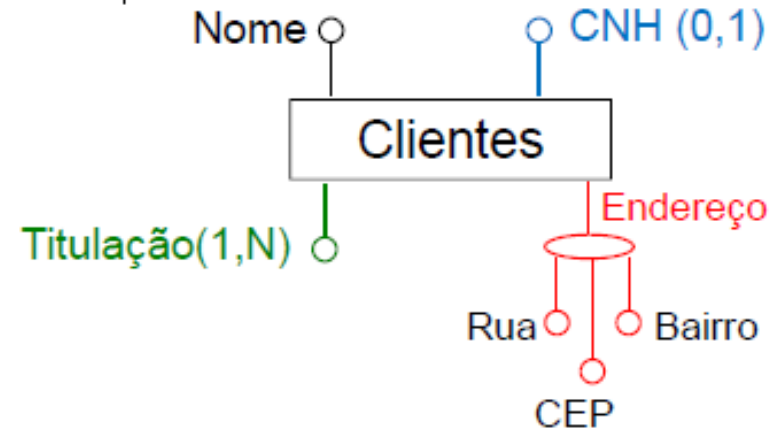 Nome
CNH (0,1)
Clientes
Endereço
Titulação(1,N)
Rua
Bairro
CEP